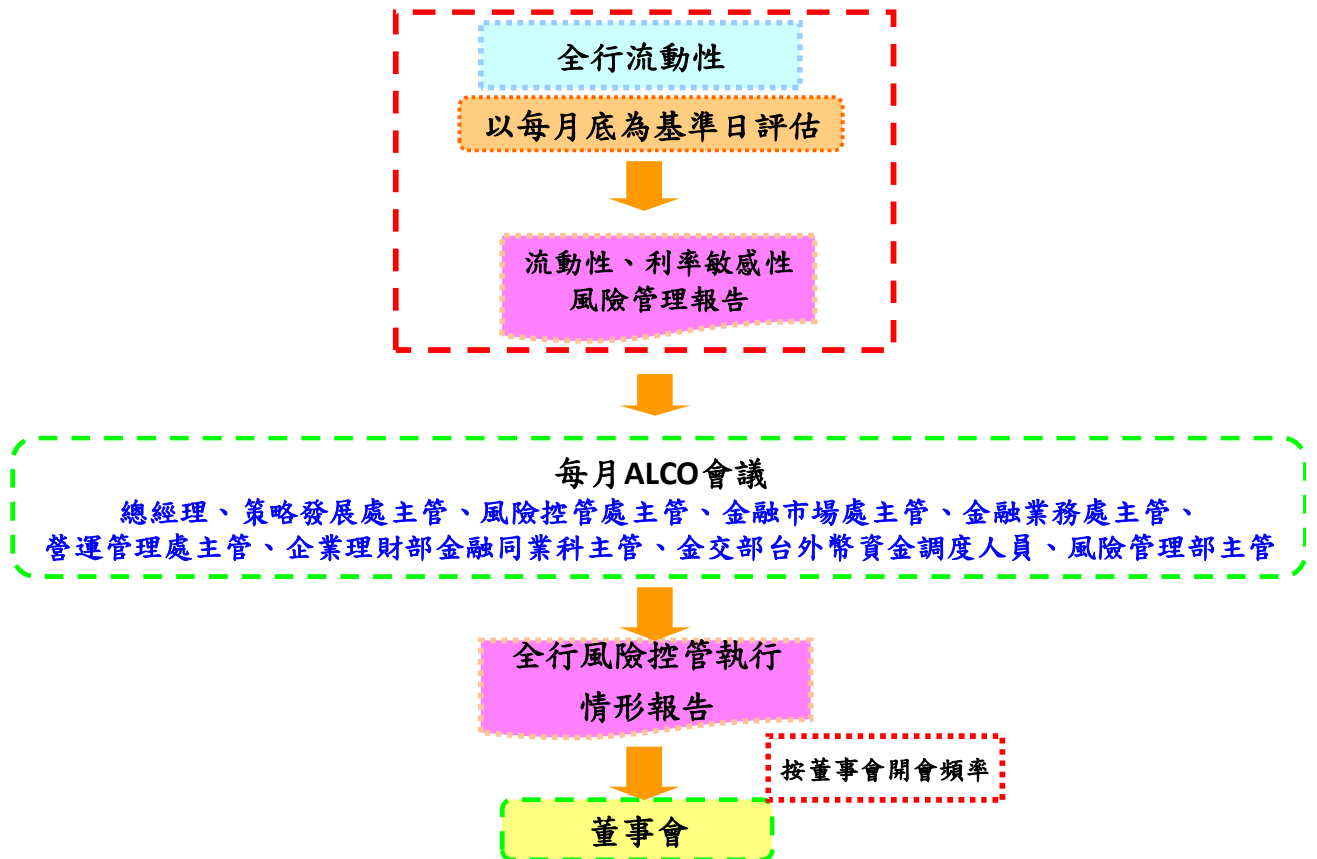 全行流動性
以每月底為基準日評估
流動性、利率敏感性
風險管理報告
每月ALCO會議
總經理、策略發展處主管、風險控管處主管、金融市場處主管、金融業務處主管、
營運管理處主管、企業理財部金融同業科主管、金交部台外幣資金調度人員、風險管理部主管
全行風險控管執行
情形報告
按董事會開會頻率
董事會